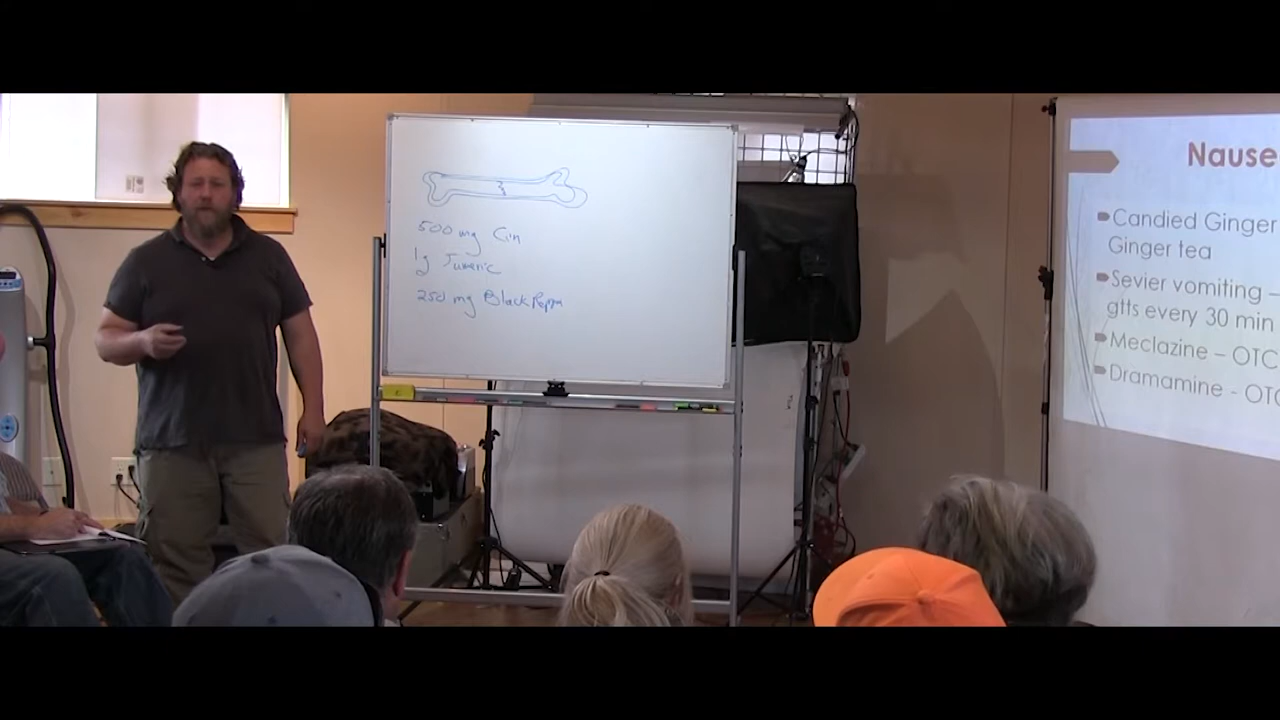 500 mg Cin
1g Tumeric
250 mg Black Pepper
Nause
Candied Ginger
Ginger tea
Sevier vomiting –
gtts every 30 min
Meclazine – OTC
Dramamine - OTC